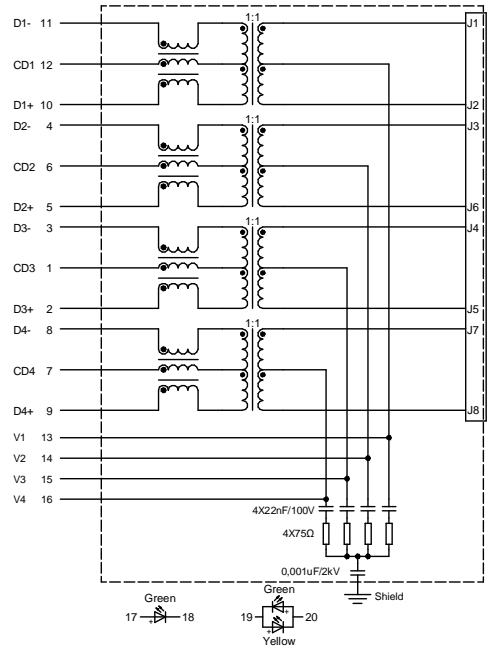 1:1
D1- 11 J1
CD1 12
D1+ 10 J2
D2- 4 J3
1:1
CD2 6
D2+ 5 J6
D3- 3 J4
1:1
CD3 1
D3+ 2 J5
D4- 8 J7
1:1
CD4 7
D4+ 9 J8
V1 13
V2 14
V3 15
V4 16
4X22nF/100V
4X75Ω
0,001uF/2kV
Shield
Green
17 + 18
Green
19 + 20
+
Yellow